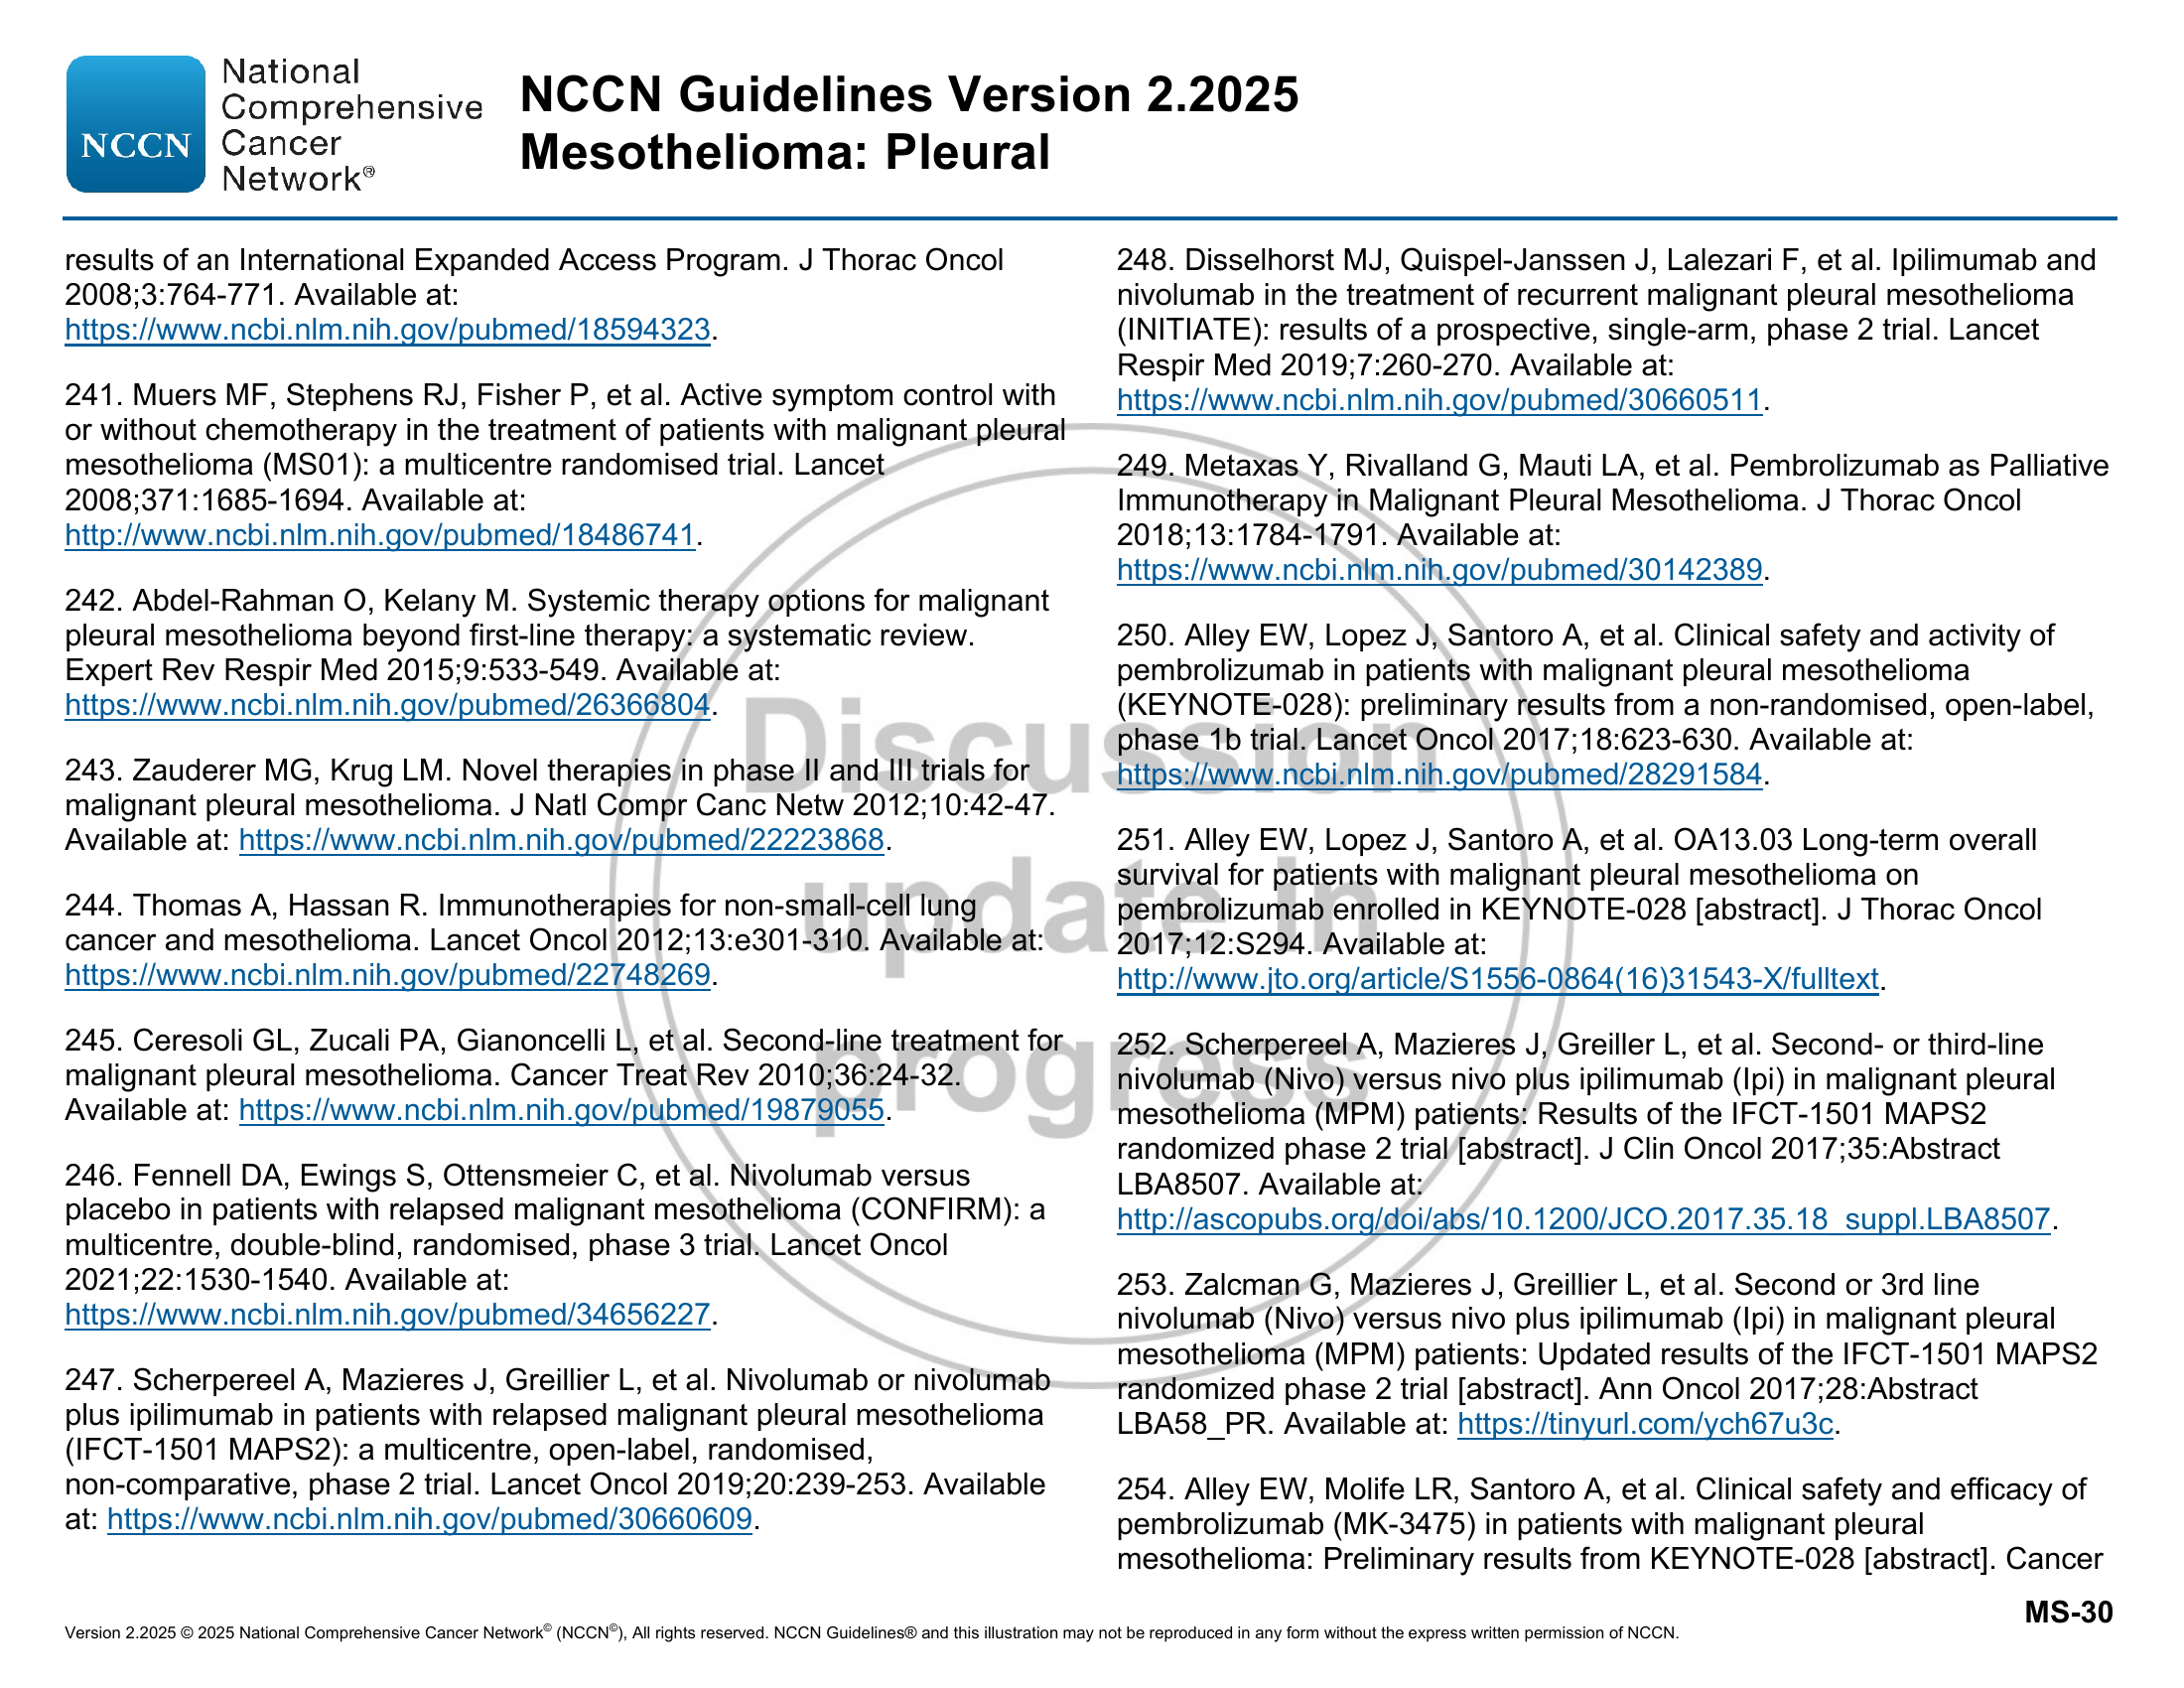 National
Comprehensive
Cancer
Network®
NCCN
NCCN Guidelines Version 2.2025
Mesothelioma: Pleural
results of an International Expanded Access Program. J Thorac Oncol
2008;3:764-771. Available at:
https://www.ncbi.nlm.nih.gov/pubmed/18594323.
241. Muers MF, Stephens RJ, Fisher P, et al. Active symptom control with
or without chemotherapy in the treatment of patients with malignant pleural
mesothelioma (MS01): a multicentre randomised trial. Lancet
2008;371:1685-1694. Available at:
http://www.ncbi.nlm.nih.gov/pubmed/18486741.
242. Abdel-Rahman O, Kelany M. Systemic therapy options for malignant
pleural mesothelioma beyond first-line therapy: a systematic review.
Expert Rev Respir Med 2015;9:533-549. Available at:
https://www.ncbi.nlm.nih.gov/pubmed/26366804.
243. Zauderer MG, Krug LM. Novel therapies in phase II and III trials for
malignant pleural mesothelioma. J Natl Compr Canc Netw 2012;10:42-47.
Available at: https://www.ncbi.nlm.nih.gov/pubmed/22223868.
244. Thomas A, Hassan R. Immunotherapies for non-small-cell lung
cancer and mesothelioma. Lancet Oncol 2012;13:e301-310. Available at:
https://www.ncbi.nlm.nih.gov/pubmed/22748269.
245. Ceresoli GL, Zucali PA, Gianoncelli L, et al. Second-line treatment for
malignant pleural mesothelioma. Cancer Treat Rev 2010;36:24-32.
Available at: https://www.ncbi.nlm.nih.gov/pubmed/19879055.
246. Fennell DA, Ewings S, Ottensmeier C, et al. Nivolumab versus
placebo in patients with relapsed malignant mesothelioma (CONFIRM): a
multicentre, double-blind, randomised, phase 3 trial. Lancet Oncol
2021;22:1530-1540. Available at:
https://www.ncbi.nlm.nih.gov/pubmed/34656227.
247. Scherpereel A, Mazieres J, Greillier L, et al. Nivolumab or nivolumab
plus ipilimumab in patients with relapsed malignant pleural mesothelioma
(IFCT-1501 MAPS2): a multicentre, open-label, randomised,
non-comparative, phase 2 trial. Lancet Oncol 2019;20:239-253. Available
at: https://www.ncbi.nlm.nih.gov/pubmed/30660609.
248. Disselhorst MJ, Quispel-Janssen J, Lalezari F, et al. Ipilimumab and
nivolumab in the treatment of recurrent malignant pleural mesothelioma
(INITIATE): results of a prospective, single-arm, phase 2 trial. Lancet
Respir Med 2019;7:260-270. Available at:
https://www.ncbi.nlm.nih.gov/pubmed/30660511.
249. Metaxas Y, Rivalland G, Mauti LA, et al. Pembrolizumab as Palliative
Immunotherapy in Malignant Pleural Mesothelioma. J Thorac Oncol
2018;13:1784-1791. Available at:
https://www.ncbi.nlm.nih.gov/pubmed/30142389.
250. Alley EW, Lopez J, Santoro A, et al. Clinical safety and activity of
pembrolizumab in patients with malignant pleural mesothelioma
(KEYNOTE-028): preliminary results from a non-randomised, open-label,
phase 1b trial. Lancet Oncol 2017;18:623-630. Available at:
https://www.ncbi.nlm.nih.gov/pubmed/28291584.
251. Alley EW, Lopez J, Santoro A, et al. OA13.03 Long-term overall
survival for patients with malignant pleural mesothelioma on
pembrolizumab enrolled in KEYNOTE-028 [abstract]. J Thorac Oncol
2017;12:S294. Available at:
http://www.jto.org/article/S1556-0864(16)31543-X/fulltext.
252. Scherpereel A, Mazieres J, Greiller L, et al. Second- or third-line
nivolumab (Nivo) versus nivo plus ipilimumab (Ipi) in malignant pleural
mesothelioma (MPM) patients: Results of the IFCT-1501 MAPS2
randomized phase 2 trial [abstract]. J Clin Oncol 2017;35:Abstract
LBA8507. Available at:
http://ascopubs.org/doi/abs/10.1200/JCO.2017.35.18_suppl.LBA8507.
253. Zalcman G, Mazieres J, Greillier L, et al. Second or 3rd line
nivolumab (Nivo) versus nivo plus ipilimumab (Ipi) in malignant pleural
mesothelioma (MPM) patients: Updated results of the IFCT-1501 MAPS2
randomized phase 2 trial [abstract]. Ann Oncol 2017;28:Abstract
LBA58_PR. Available at: https://tinyurl.com/ych67u3c.
254. Alley EW, Molife LR, Santoro A, et al. Clinical safety and efficacy of
pembrolizumab (MK-3475) in patients with malignant pleural
mesothelioma: Preliminary results from KEYNOTE-028 [abstract]. Cancer
Discussion
update in
progress
MS-30
Version 2.2025 © 2025 National Comprehensive Cancer Network© (NCCN©), All rights reserved. NCCN Guidelines® and this illustration may not be reproduced in any form without the express written permission of NCCN.